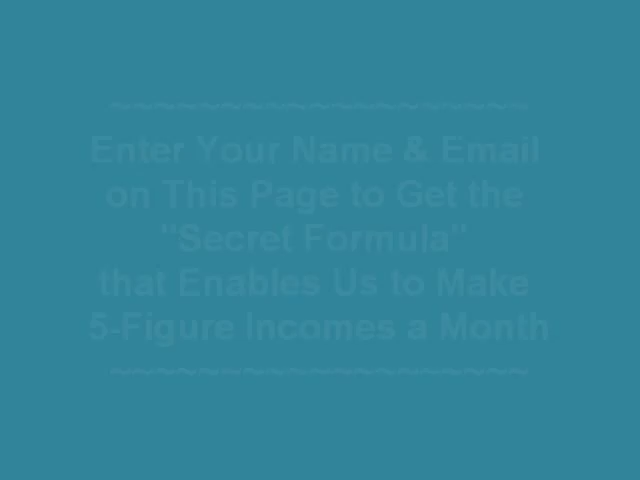 Enter Your Name & Email
on This Page to Get the
"Secret Formula"
that Enables Us to Make
5-Figure Incomes a Month